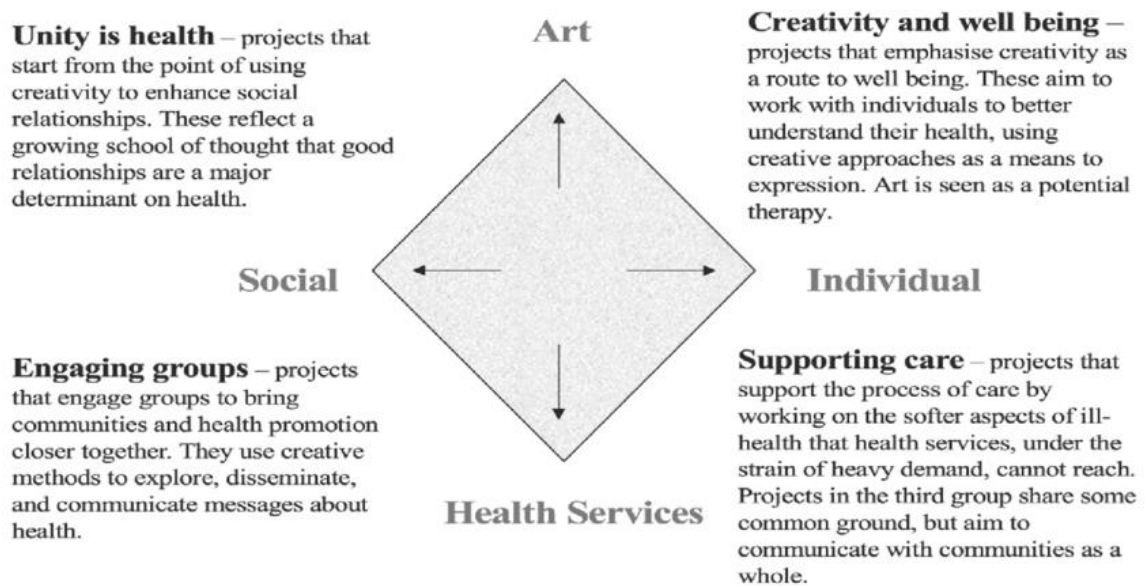 Unity is health – projects that
start from the point of using
creativity to enhance social
relationships. These reflect a
growing school of thought that good
relationships are a major
determinant on health.
Art
Creativity and well being –
projects that emphasise creativity as
a route to well being. These aim to
work with individuals to better
understand their health, using
creative approaches as a means to
expression. Art is seen as a potential
therapy.
Social
Individual
Engaging groups – projects
that engage groups to bring
communities and health promotion
closer together. They use creative
methods to explore, disseminate,
and communicate messages about
health.
Health Services
Supporting care – projects that
support the process of care by
working on the softer aspects of ill-
health that health services, under the
strain of heavy demand, cannot reach.
Projects in the third group share some
common ground, but aim to
communicate with communities as a
whole.